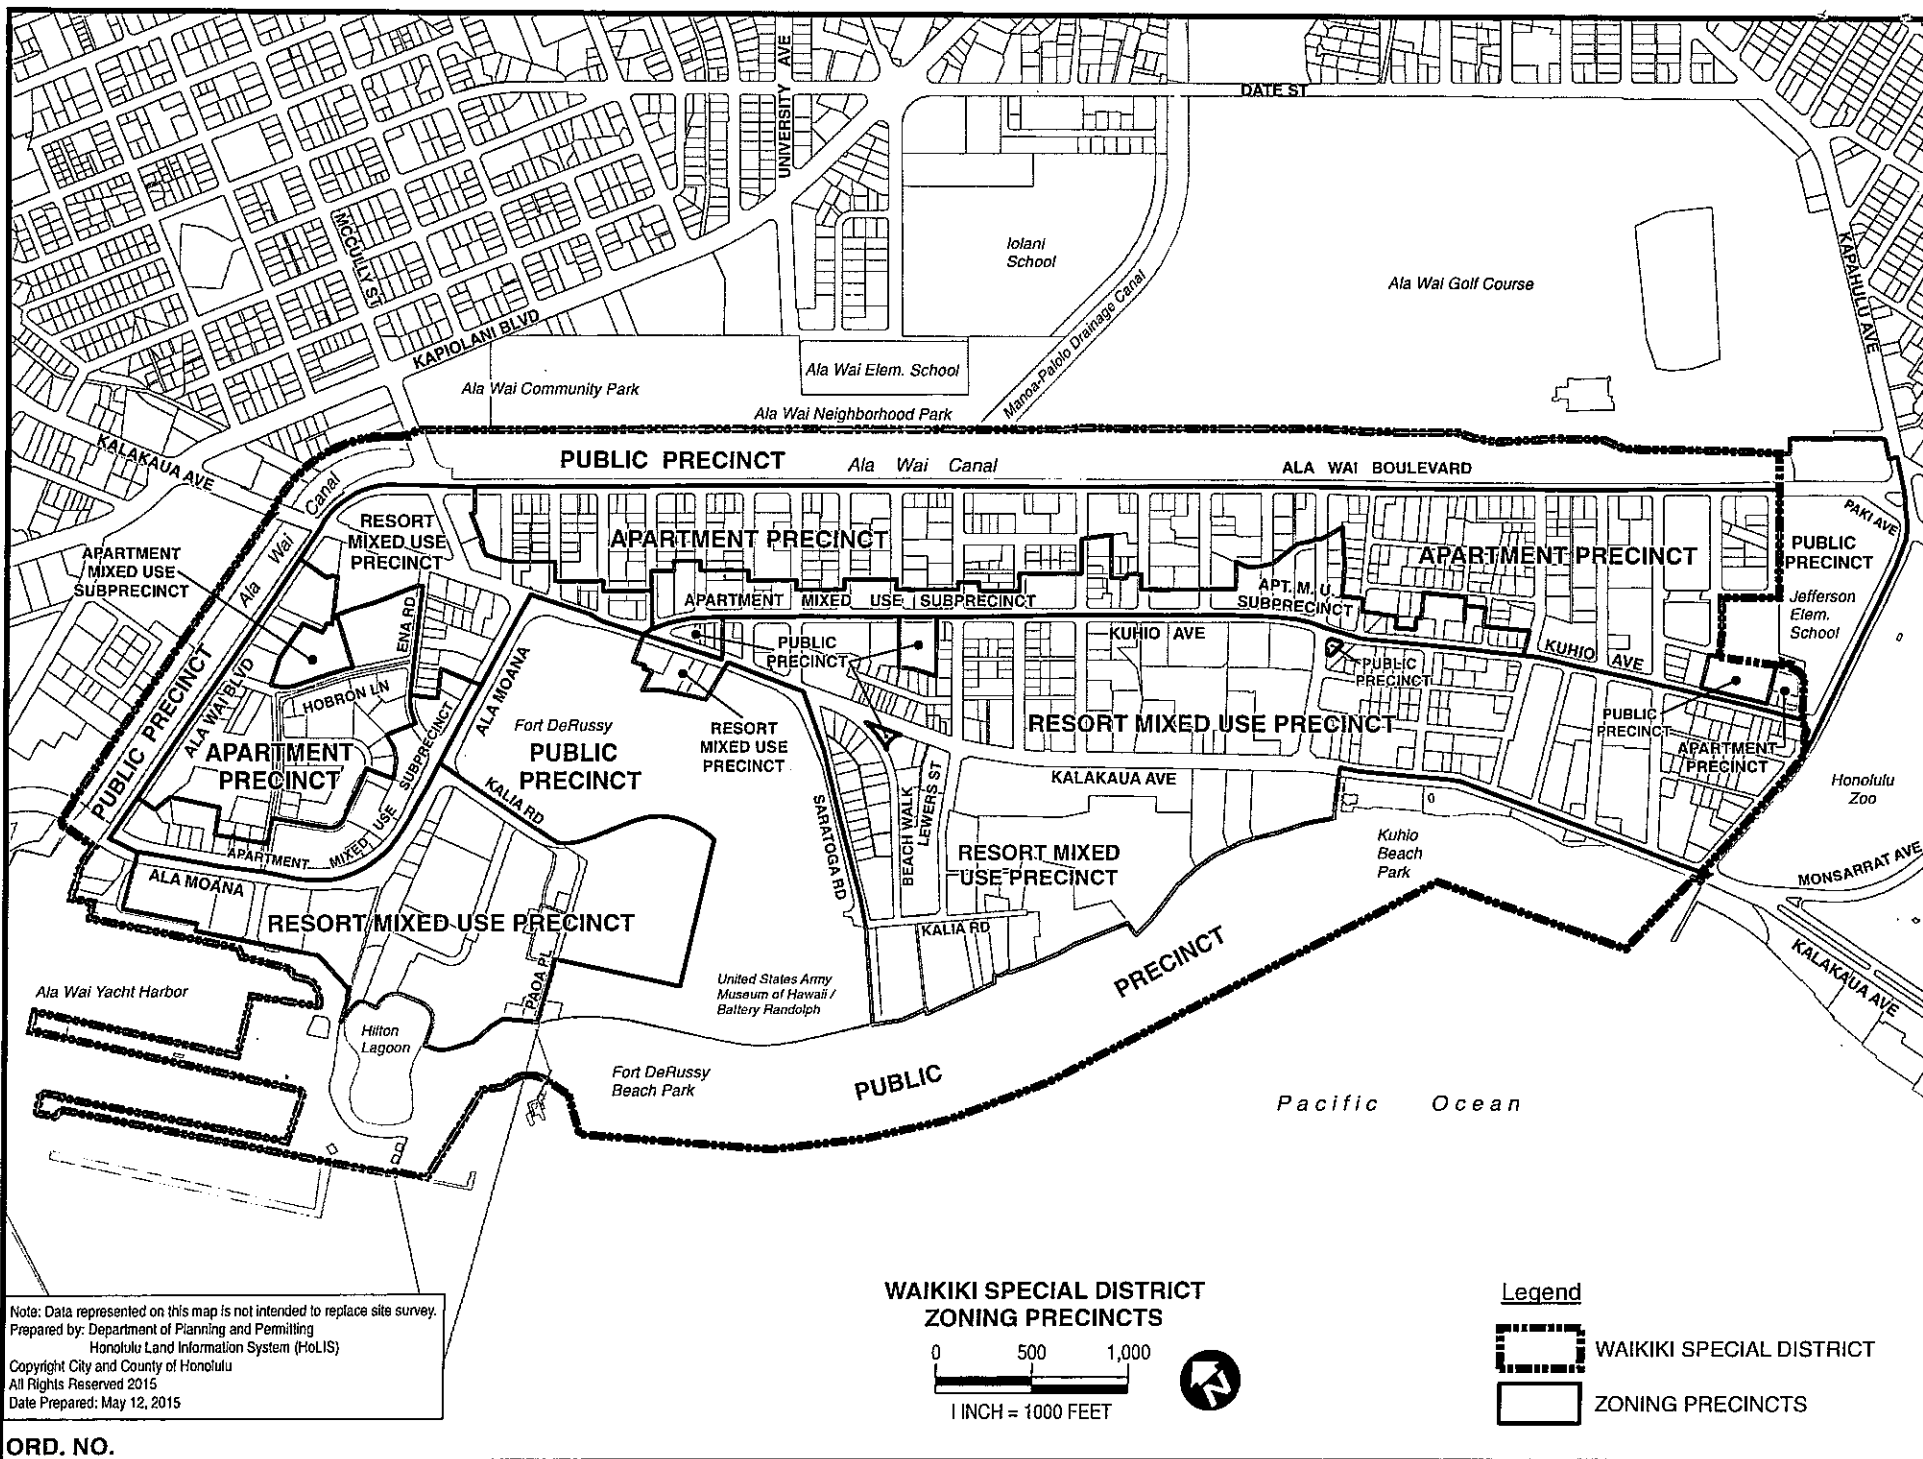 UNIVERSITY AVE
DATE ST
MCCULLY ST
KAPIOLANI BLVD
Iolani
School
Manoa-Palolo Drainage Canal
Ala Wai Golf Course
KAPAHULU AVE
Ala Wai Community Park
Ala Wai Elem. School
Ala Wai Neighborhood Park
KALAKAUA AVE
PUBLIC PRECINCT
Ala Wai Canal
ALA WAI BOULEVARD
Ala Wai Canal
PAKI AVE
RESORT
MIXED USE
PRECINCT
APARTMENT
MIXED USE
SUBPRECINCT
APARTMENT PRECINCT
APARTMENT PRECINCT
PUBLIC
PRECINCT
Jefferson
Elem.
School
APARTMENT MIXED USE SUBPRECINCT
APT. M. U.
SUBPRECINCT
ENA RD
KUHIO AVE
KUHIO AVE
PUBLIC
PRECINCT
PUBLIC
PRECINCT
PUBLIC PRECINCT
ALA WAI BLVD
HOBRON LN
ALA MOANA
Fort DeRussy
PUBLIC
PRECINCT
RESORT
MIXED USE
PRECINCT
RESORT MIXED USE PRECINCT
PUBLIC
PRECINCT
APARTMENT
PRECINCT
APARTMENT
PRECINCT
APARTMENT MIXED USE SUBPRECINCT
KALIA RD
KALAKAUA AVE
SARATOGA RD
BEACH WALK
LEWERS ST
Honolulu
Zoo
Kuhio
Beach
Park
RESORT MIXED
USE PRECINCT
MONSARRAT AVE
ALA MOANA
RESORT MIXED USE PRECINCT
KALIA RD
PAOA PL
KALAKAUA AVE
Ala Wai Yacht Harbor
United States Army
Museum of Hawaii /
Battery Randolph
Hilton
Lagoon
Fort DeRussy
Beach Park
PUBLIC PRECINCT
Pacific Ocean
Note: Data represented on this map is not intended to replace site survey.
Prepared by: Department of Planning and Permitting
Honolulu Land Information System (HoLIS)
Copyright City and County of Honolulu
All Rights Reserved 2015
Date Prepared: May 12, 2015
WAIKIKI SPECIAL DISTRICT
ZONING PRECINCTS
0 500 1,000
1 INCH = 1000 FEET
N
Legend
WAIKIKI SPECIAL DISTRICT
ZONING PRECINCTS
ORD. NO.